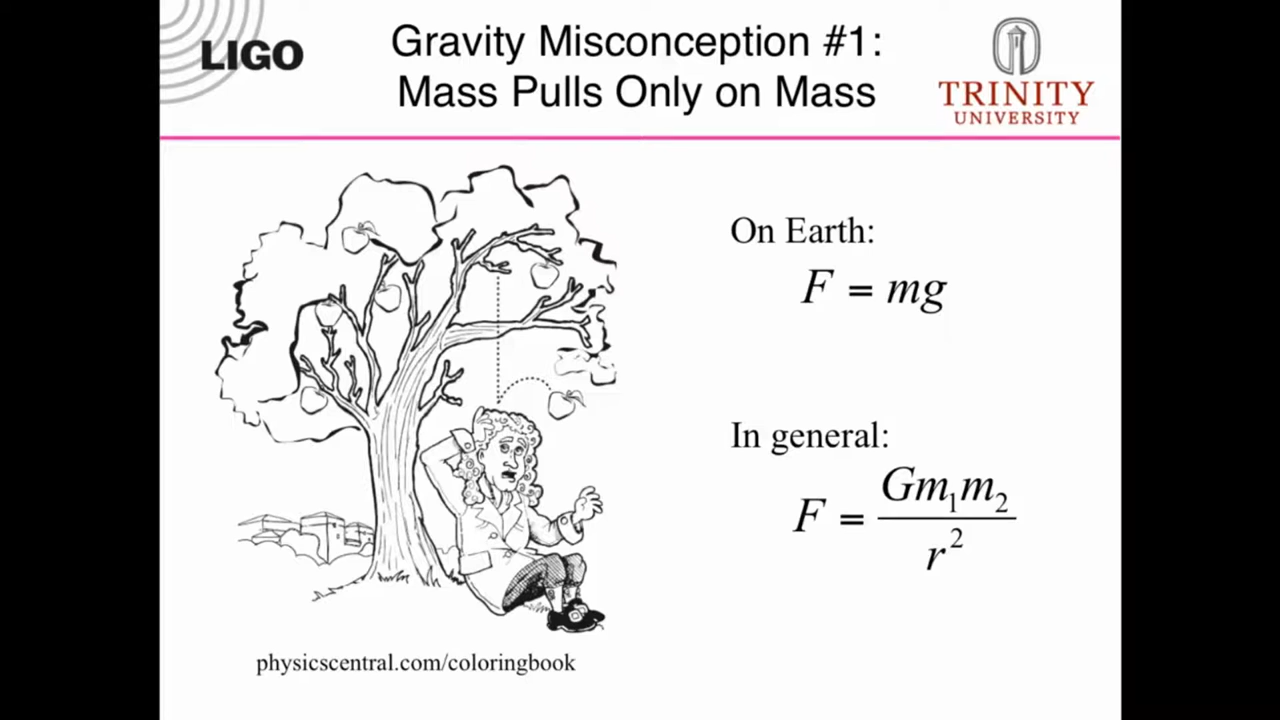 LIGO
Gravity Misconception #1:
Mass Pulls Only on Mass
TRINITY
UNIVERSITY
On Earth:
F = mg
In general:
F = Gm₁m₂ / r²
physicscentral.com/coloringbook